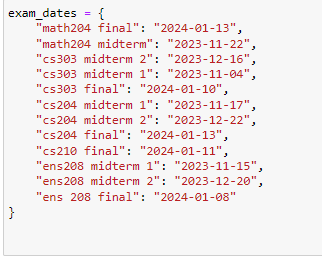 exam_dates = {
"math204 final": "2024-01-13",
"math204 midterm": "2023-11-22",
"cs303 midterm 2": "2023-12-16",
"cs303 midterm 1": "2023-11-04",
"cs303 final": "2024-01-10",
"cs204 midterm 1": "2023-11-17",
"cs204 midterm 2": "2023-12-22",
"cs204 final": "2024-01-13",
"cs210 final": "2024-01-11",
"ens208 midterm 1": "2023-11-15",
"ens208 midterm 2": "2023-12-20",
"ens 208 final": "2024-01-08"
}